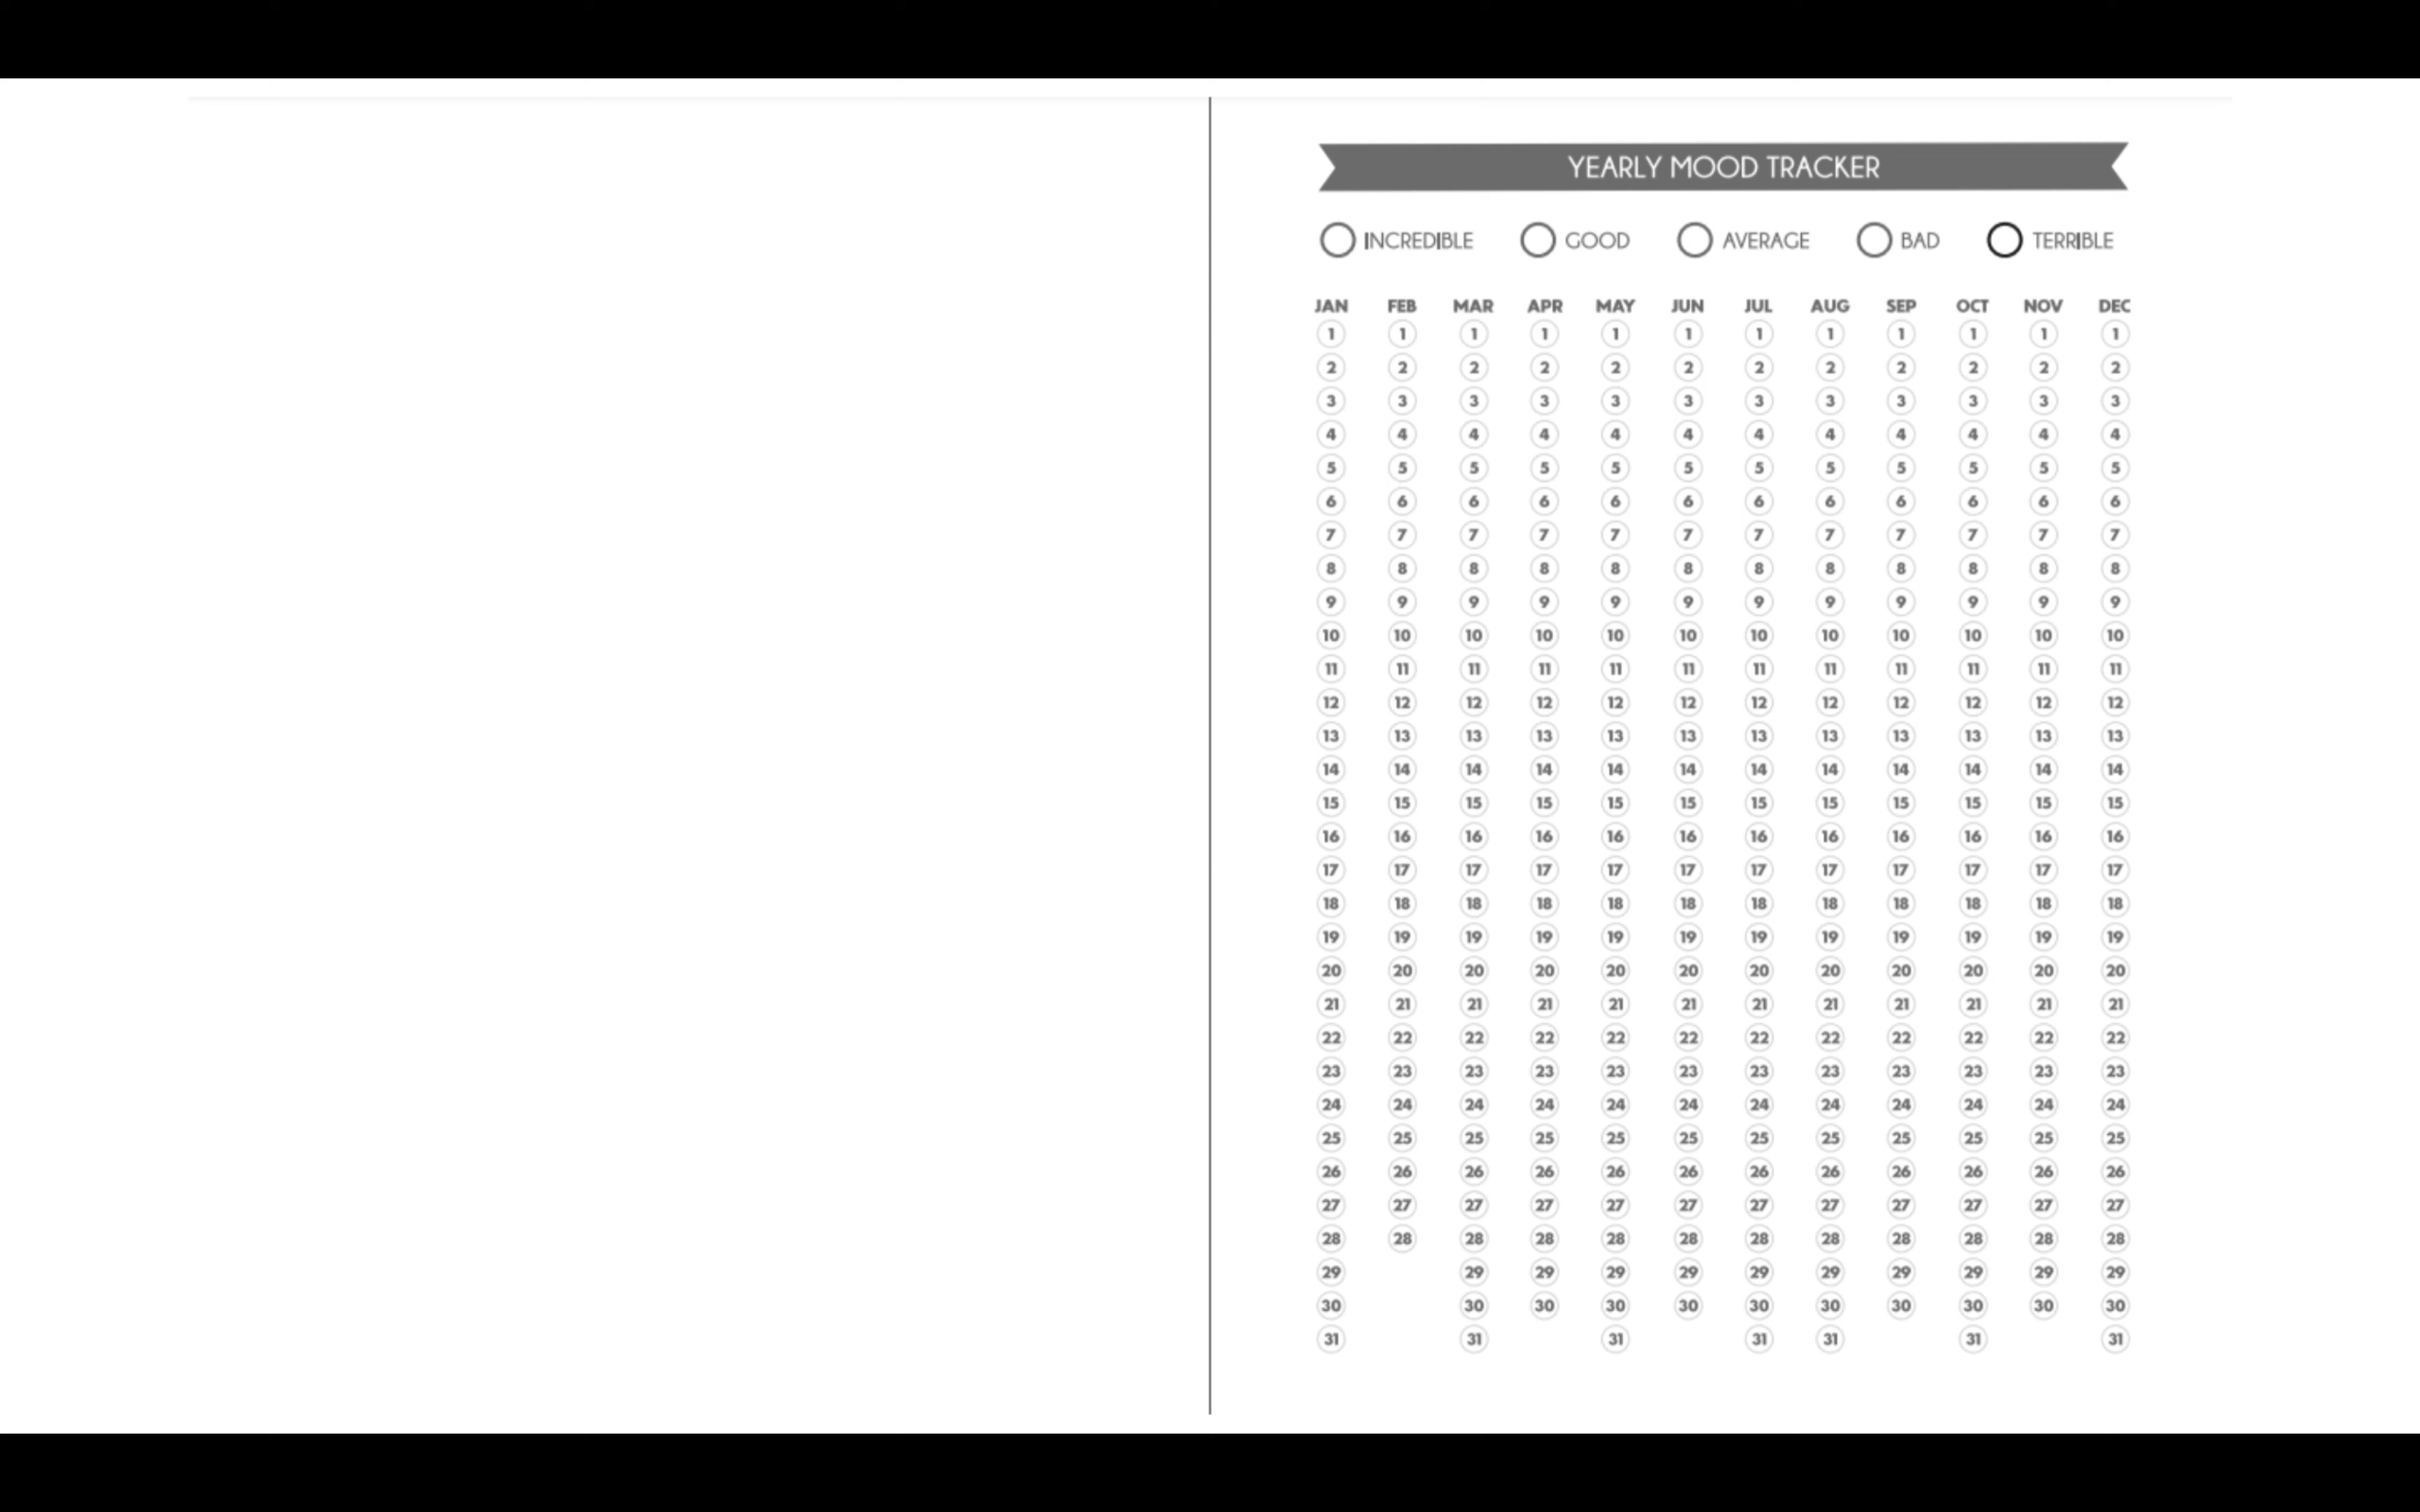 YEARLY MOOD TRACKER
INCREDIBLE GOOD AVERAGE BAD TERRIBLE
JAN FEB MAR APR MAY JUN JUL AUG SEP OCT NOV DEC
1 1 1 1 1 1 1 1 1 1 1 1
2 2 2 2 2 2 2 2 2 2 2 2
3 3 3 3 3 3 3 3 3 3 3 3
4 4 4 4 4 4 4 4 4 4 4 4
5 5 5 5 5 5 5 5 5 5 5 5
6 6 6 6 6 6 6 6 6 6 6 6
7 7 7 7 7 7 7 7 7 7 7 7
8 8 8 8 8 8 8 8 8 8 8 8
9 9 9 9 9 9 9 9 9 9 9 9
10 10 10 10 10 10 10 10 10 10 10 10
11 11 11 11 11 11 11 11 11 11 11 11
12 12 12 12 12 12 12 12 12 12 12 12
13 13 13 13 13 13 13 13 13 13 13 13
14 14 14 14 14 14 14 14 14 14 14 14
15 15 15 15 15 15 15 15 15 15 15 15
16 16 16 16 16 16 16 16 16 16 16 16
17 17 17 17 17 17 17 17 17 17 17 17
18 18 18 18 18 18 18 18 18 18 18 18
19 19 19 19 19 19 19 19 19 19 19 19
20 20 20 20 20 20 20 20 20 20 20 20
21 21 21 21 21 21 21 21 21 21 21 21
22 22 22 22 22 22 22 22 22 22 22 22
23 23 23 23 23 23 23 23 23 23 23 23
24 24 24 24 24 24 24 24 24 24 24 24
25 25 25 25 25 25 25 25 25 25 25 25
26 26 26 26 26 26 26 26 26 26 26 26
27 27 27 27 27 27 27 27 27 27 27 27
28 28 28 28 28 28 28 28 28 28 28 28
29 29 29 29 29 29 29 29 29 29 29
30 30 30 30 30 30 30 30 30 30 30
31 31 31 31 31 31 31